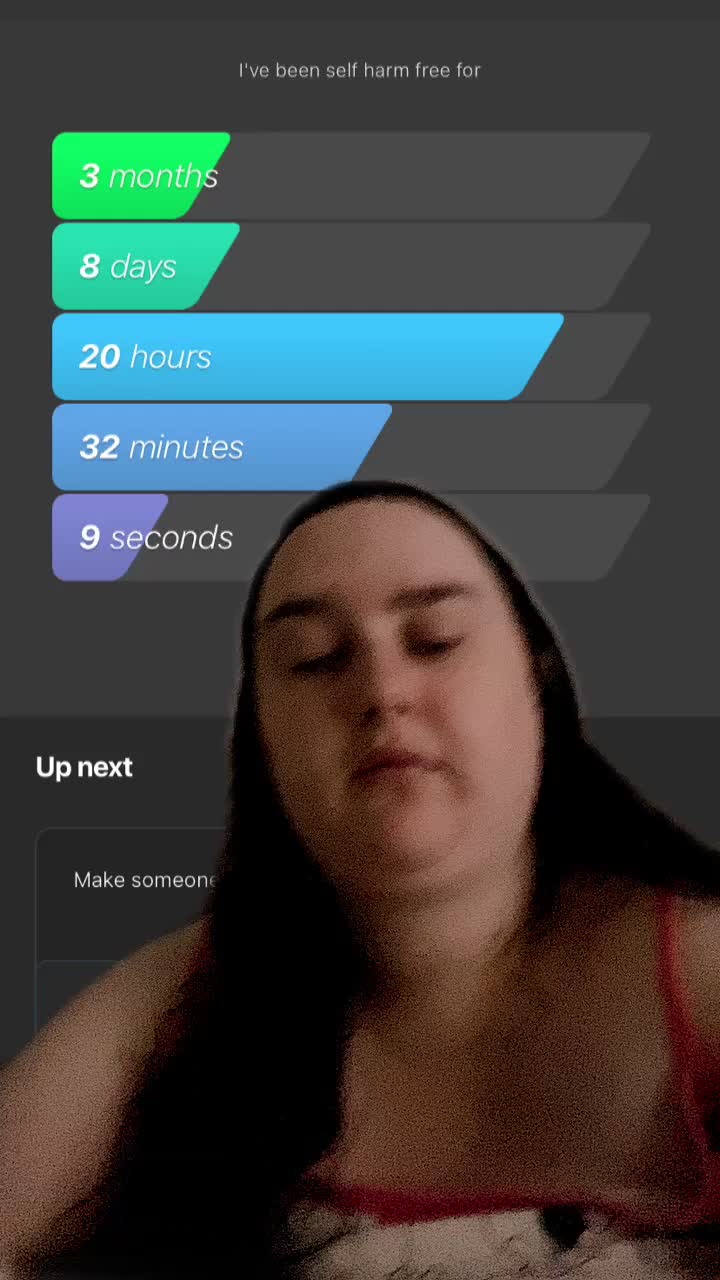 I've been self harm free for
3 months
8 days
20 hours
32 minutes
9 seconds
Up next
Make someone